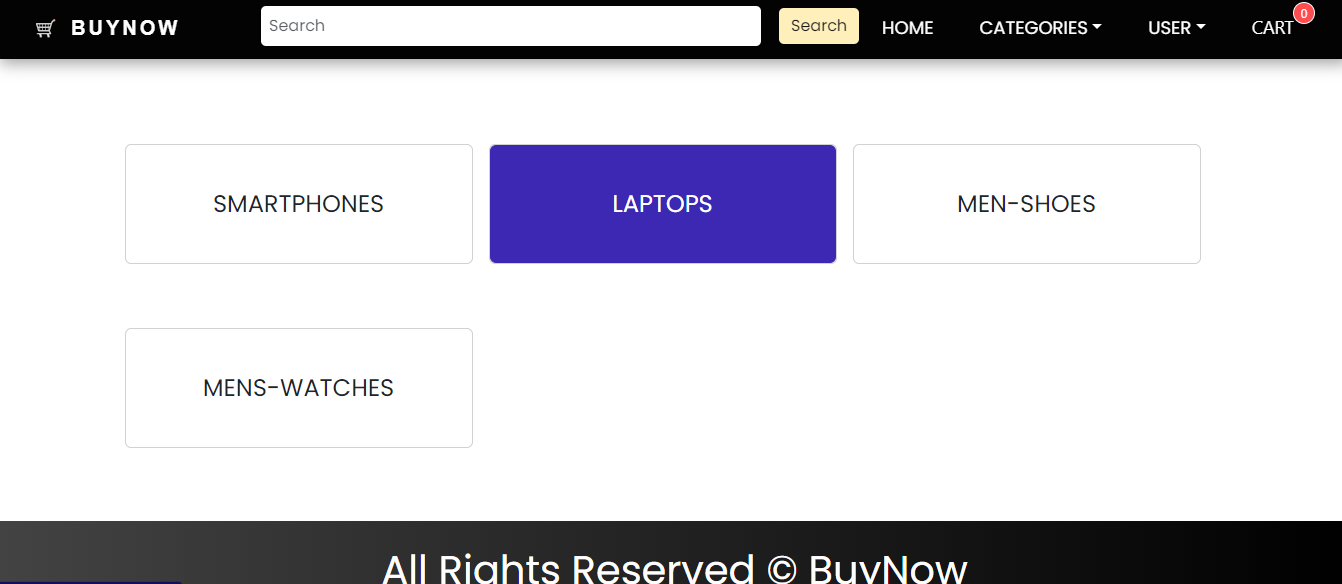 BUYNOW Search Search HOME CATEGORIES USER CART 0
SMARTPHONES LAPTOPS MEN-SHOES
MENS-WATCHES
All Rights Reserved © BuyNow